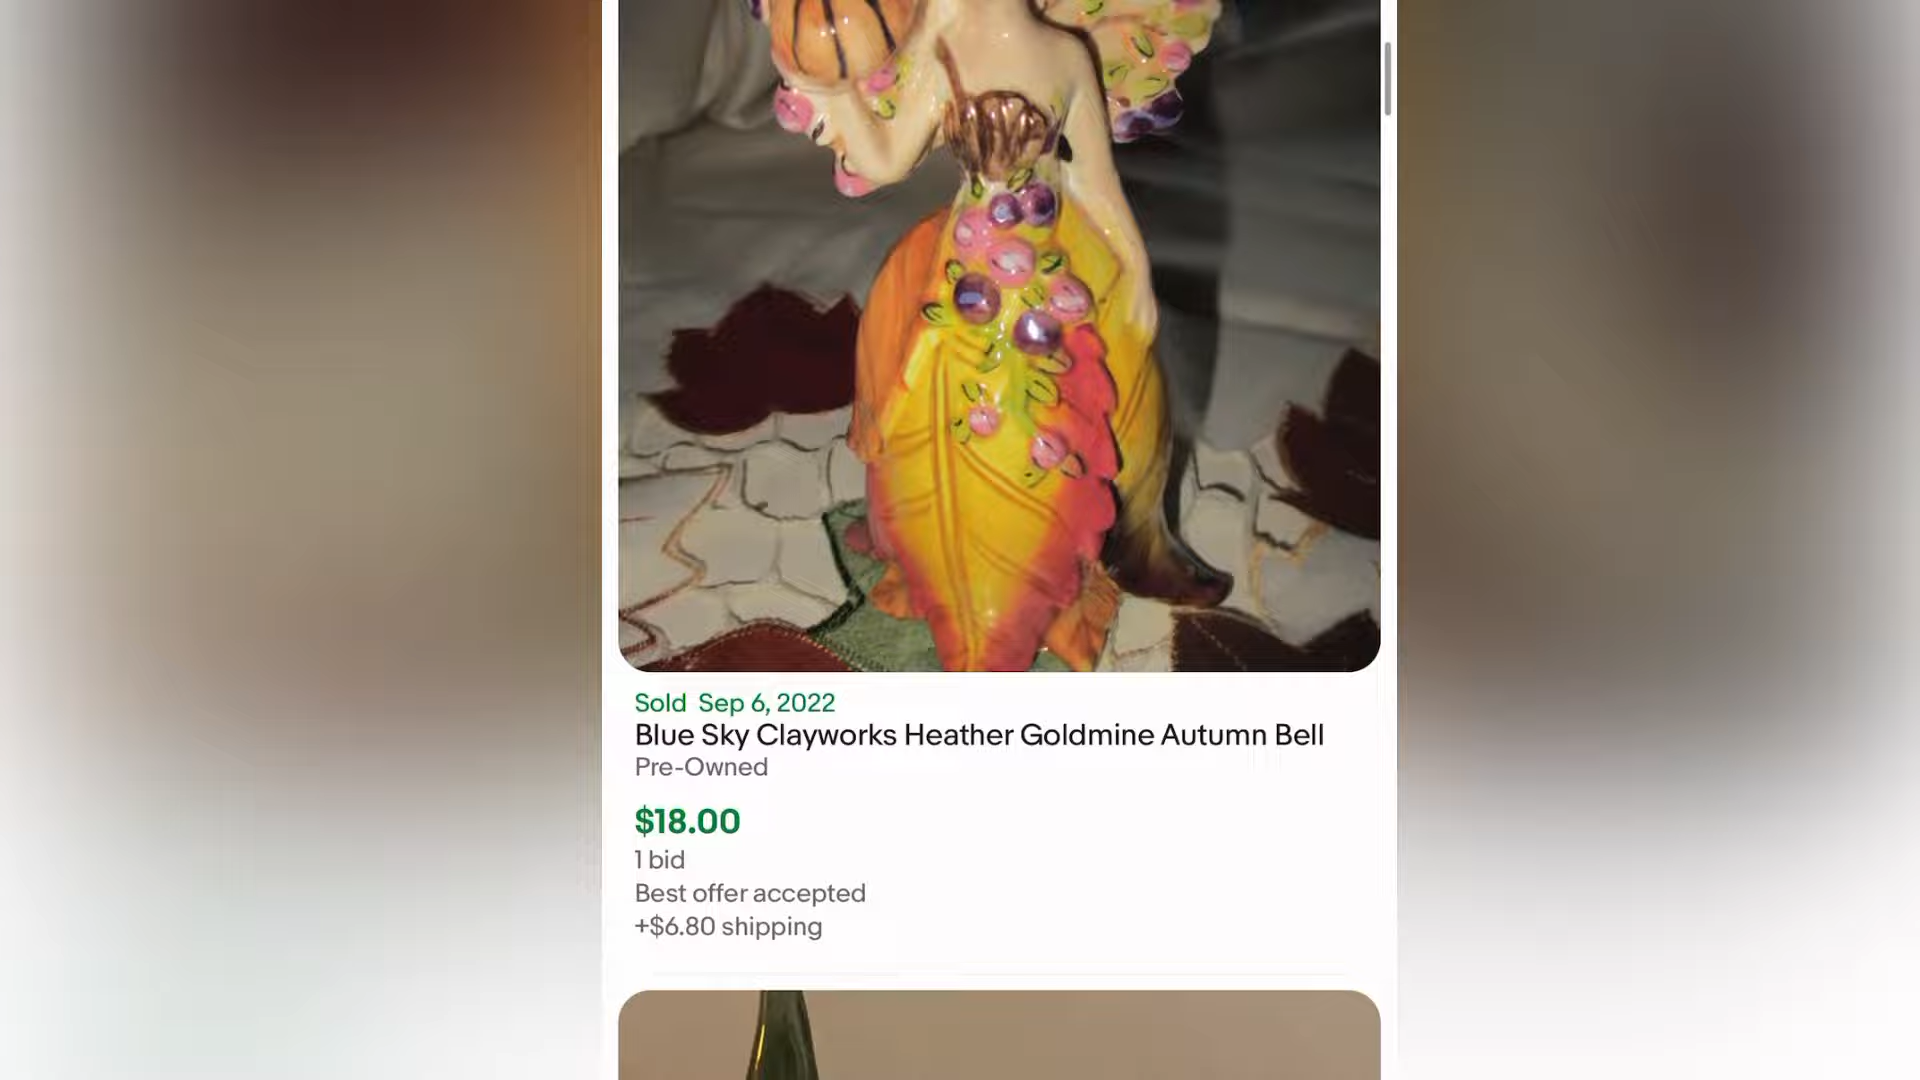 Sold Sep 6, 2022
Blue Sky Clayworks Heather Goldmine Autumn Bell
Pre-Owned
$18.00
1 bid
Best offer accepted
+$6.80 shipping